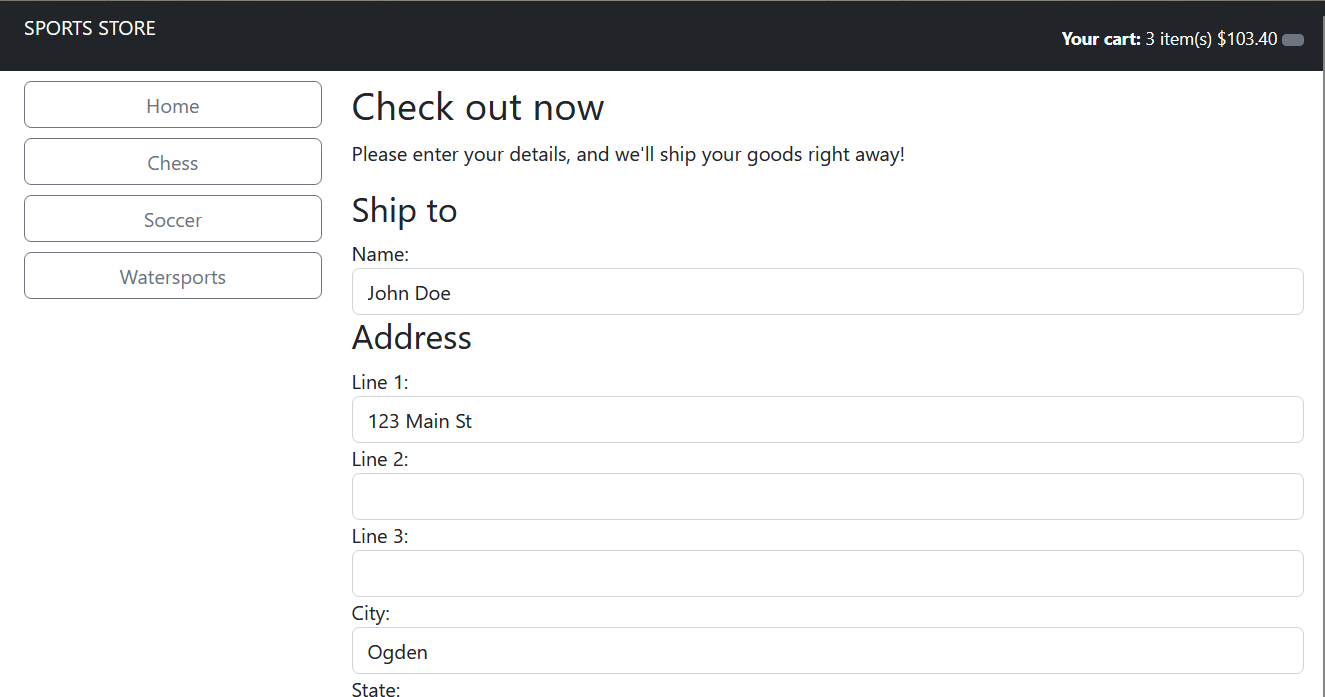 SPORTS STORE
Your cart: 3 item(s) $103.40
Home
Chess
Soccer
Watersports
Check out now
Please enter your details, and we'll ship your goods right away!
Ship to
Name:
John Doe
Address
Line 1:
123 Main St
Line 2:
Line 3:
City:
Ogden
State: